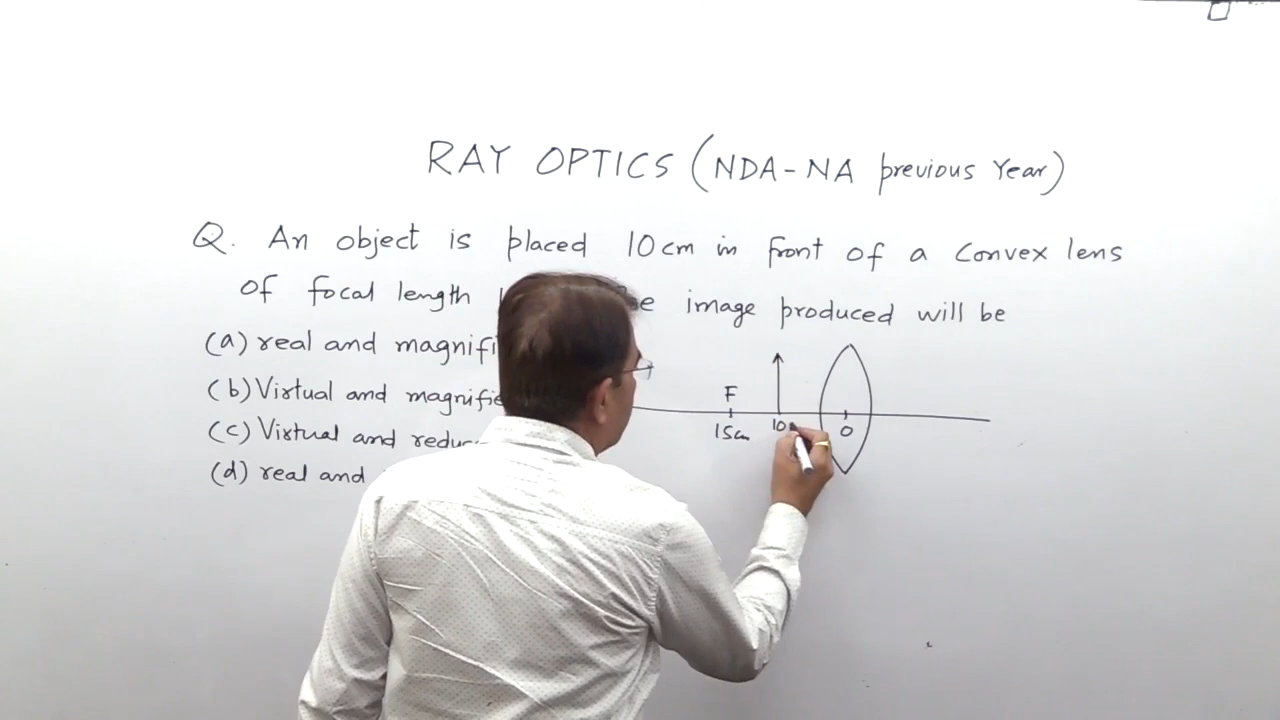 RAY OPTICS (NDA-NA previous Year)
Q. An object is placed 10 cm in front of a Convex lens
of focal length image produced will be
(a) real and magnifi
(b) Virtual and magnifie
(c) Virtual and reduc
(d) real and
F
15cm 10 O